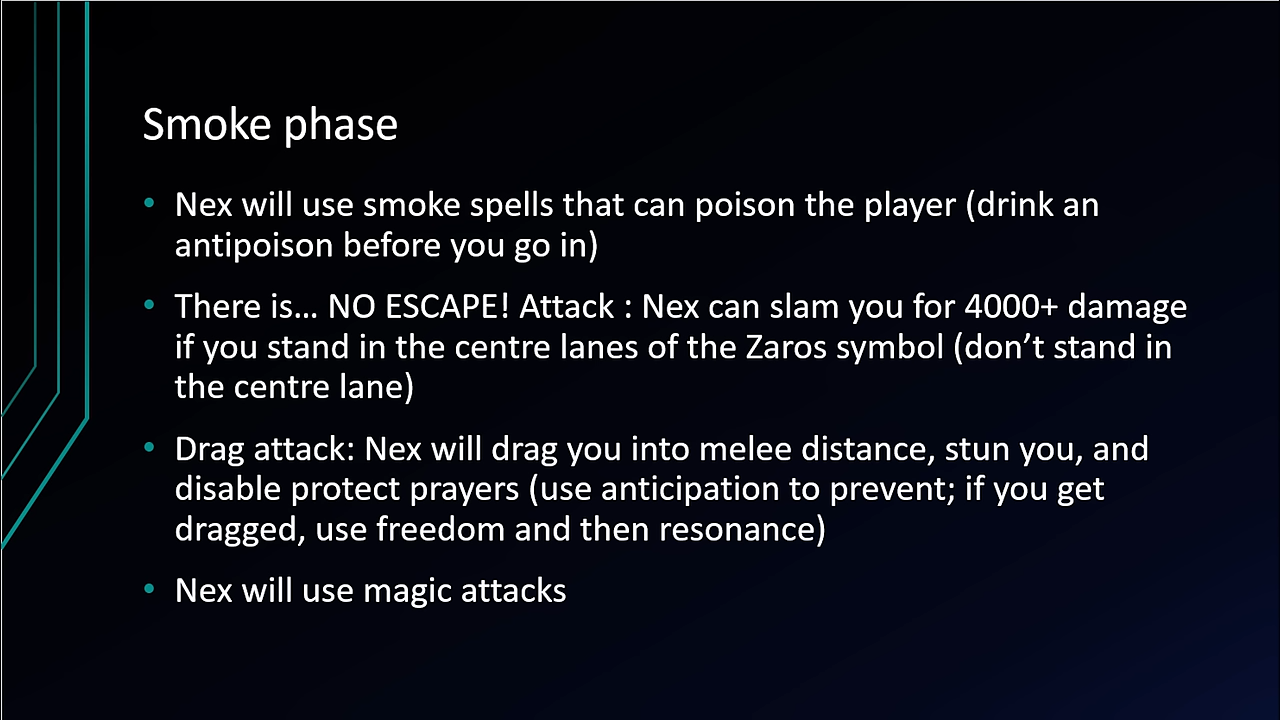 Smoke phase
• Nex will use smoke spells that can poison the player (drink an
antipoison before you go in)
• There is... NO ESCAPE! Attack : Nex can slam you for 4000+ damage
if you stand in the centre lanes of the Zaros symbol (don’t stand in
the centre lane)
• Drag attack: Nex will drag you into melee distance, stun you, and
disable protect prayers (use anticipation to prevent; if you get
dragged, use freedom and then resonance)
• Nex will use magic attacks